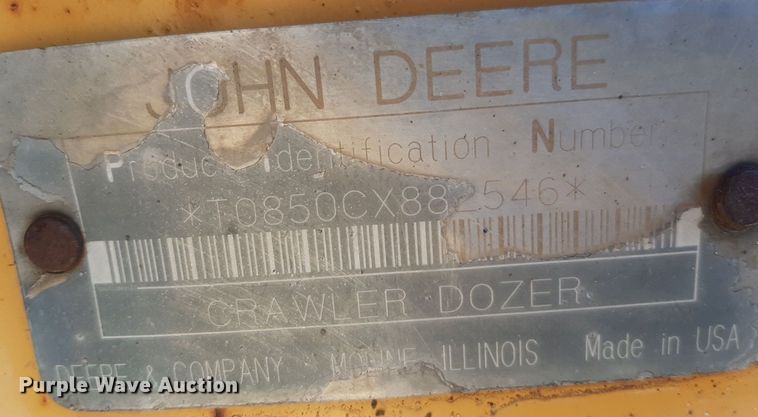 JOHN DEERE
Product Identification Number
*T0850CX882546*
CRAWLER DOZER
DEERE & COMPANY MOLINE ILLINOIS Made in USA
Purple Wave Auction